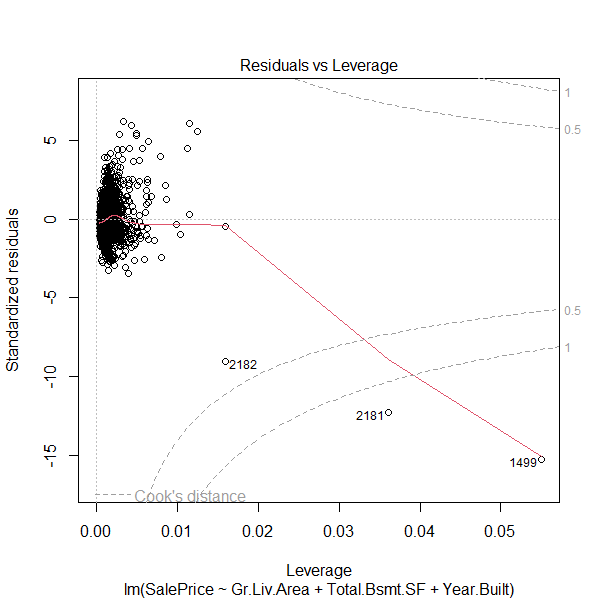 Residuals vs Leverage
1
0.5
0.5
1
2182
2181
1499
Cook's distance
5
0
-5
-10
-15
Standardized residuals
0.00 0.01 0.02 0.03 0.04 0.05
Leverage
lm(SalePrice ~ Gr.Liv.Area + Total.Bsmt.SF + Year.Built)